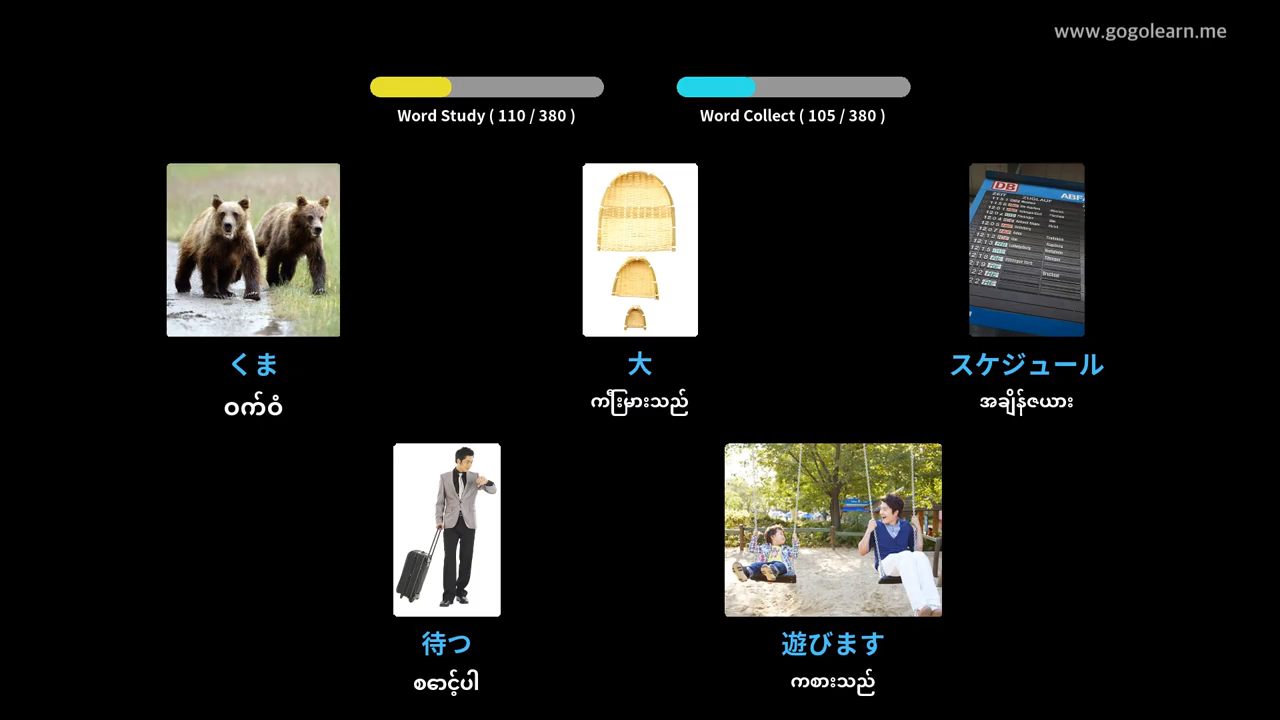 www.gogolearn.me
Word Study ( 110 / 380 )
Word Collect ( 105 / 380 )
DB
ZUGLAUF
くま
大
スケジュール
ဝက်ဝံ
ကြီးမားသည်
အချိန်ဇယား
待つ
遊びます
စောင့်ပါ
ကစားသည်